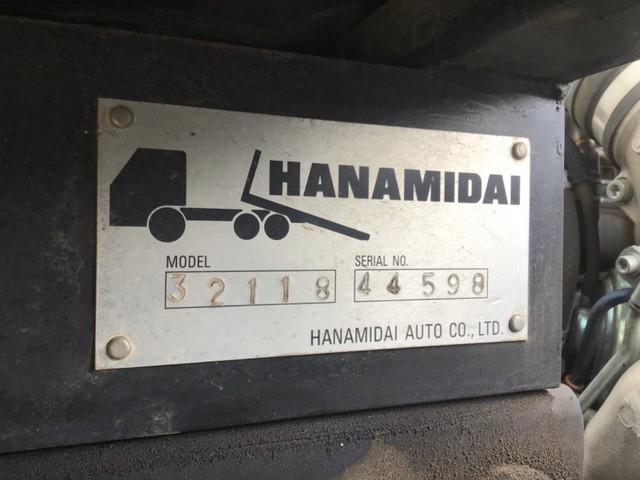 HANAMIDAI
MODEL SERIAL NO.
32118 44598
HANAMIDAI AUTO CO., LTD.